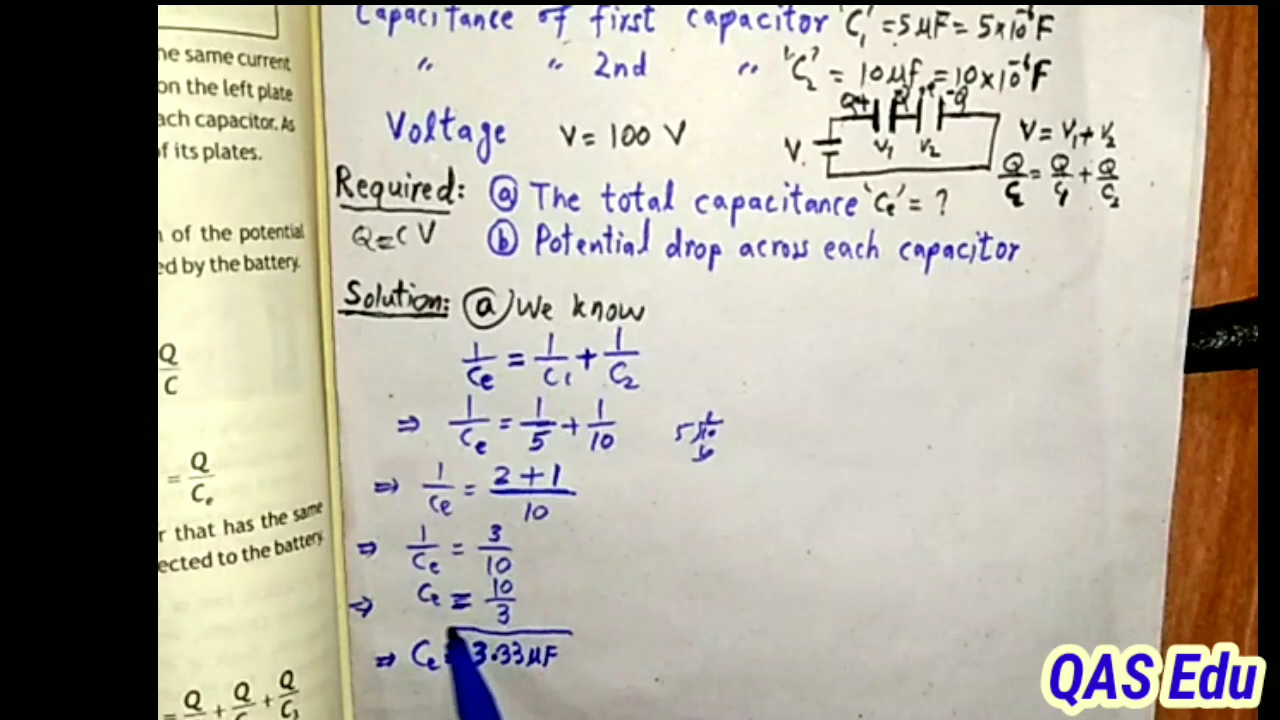 he same current
on the left plate
ach capacitor. As
f its plates.
of the potential
ed by the battery.
Q
C
= Q
Ce
r that has the same
ected to the battery.
= Q + Q + Q
C3
Capacitance of first capacitor 'C1' = 5 μF = 5×10^-6 F
" " 2nd " 'C2' = 10 μf = 10×10^-6 F
Voltage V = 100 V
Q+ -Q
V V1 V2
V = V1 + V2
Q/Ce = Q/C1 + Q/C2
Required: (a) The total capacitance 'Ce' = ?
Q = CV (b) Potential drop across each capacitor
Solution: (a) We know
1/Ce = 1/C1 + 1/C2
⇒ 1/Ce = 1/5 + 1/10
⇒ 1/Ce = 2+1/10
⇒ 1/Ce = 3/10
⇒ Ce = 10/3
⇒ Ce = 3.33 μF
QAS Edu